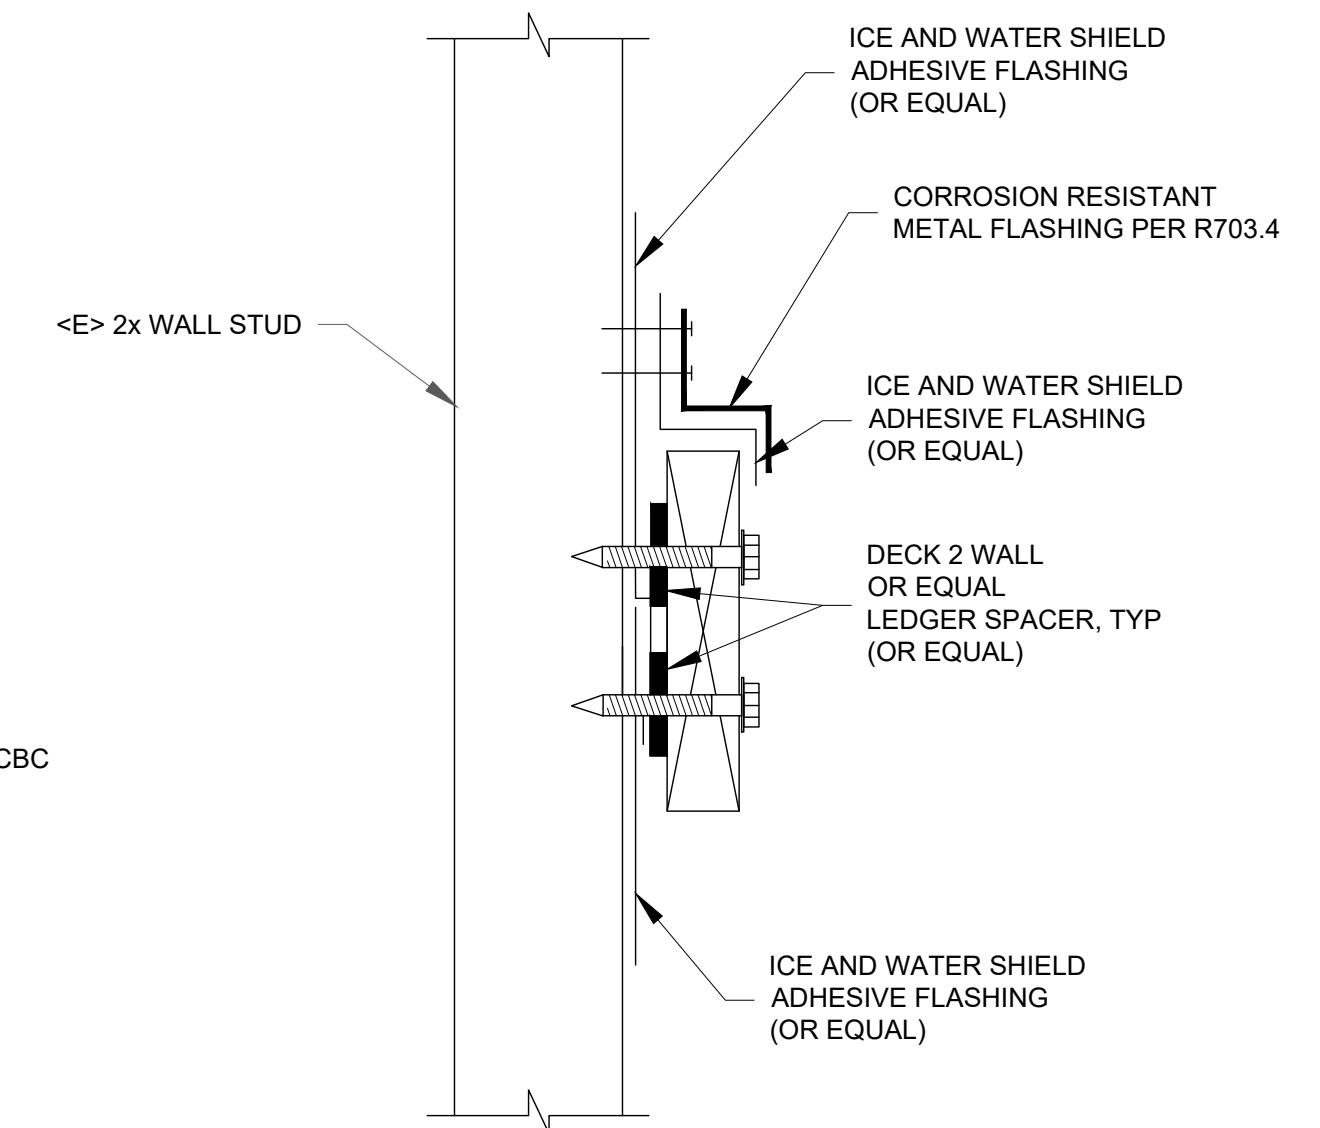 ICE AND WATER SHIELD
ADHESIVE FLASHING
(OR EQUAL)
CORROSION RESISTANT
METAL FLASHING PER R703.4
<E> 2x WALL STUD
ICE AND WATER SHIELD
ADHESIVE FLASHING
(OR EQUAL)
DECK 2 WALL
OR EQUAL
LEDGER SPACER, TYP
(OR EQUAL)
CBC
ICE AND WATER SHIELD
ADHESIVE FLASHING
(OR EQUAL)